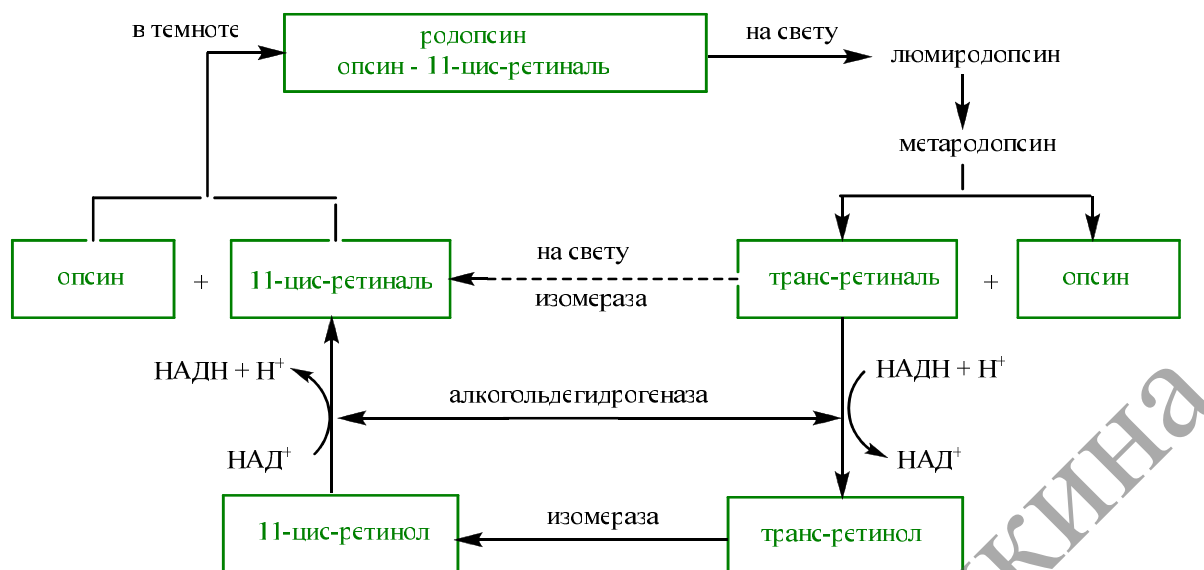 в темноте
родопсин
опсин - 11-цис-ретиналь
на свету
люмиродопсин
метародопсин
опсин
+
11-цис-ретиналь
на свету
изомераза
транс-ретиналь
+
опсин
НАДН + Н⁺
НАД⁺
алкогольдегидрогеназа
НАДН + Н⁺
НАД⁺
11-цис-ретинол
изомераза
транс-ретинол